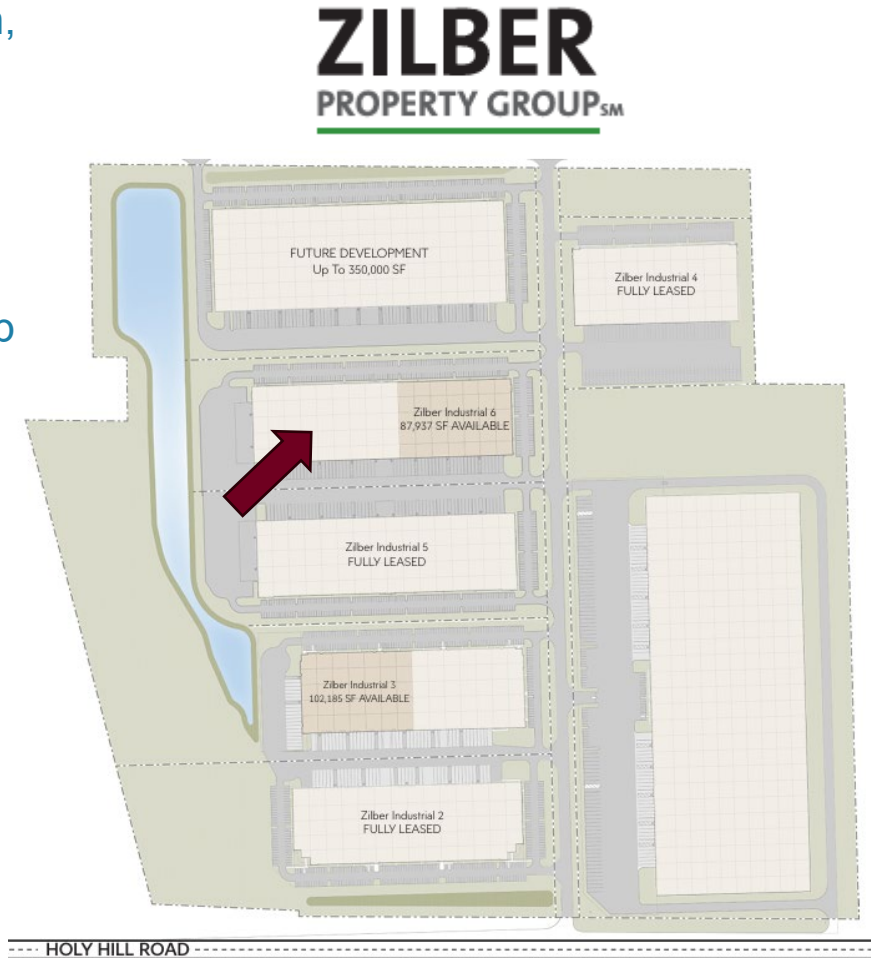 ZILBER
PROPERTY GROUP SM
FUTURE DEVELOPMENT
Up To 350,000 SF
Zilber Industrial 4
FULLY LEASED
Zilber Industrial 6
87,937 SF AVAILABLE
Zilber Industrial 5
FULLY LEASED
Zilber Industrial 3
102,185 SF AVAILABLE
Zilber Industrial 2
FULLY LEASED
HOLY HILL ROAD